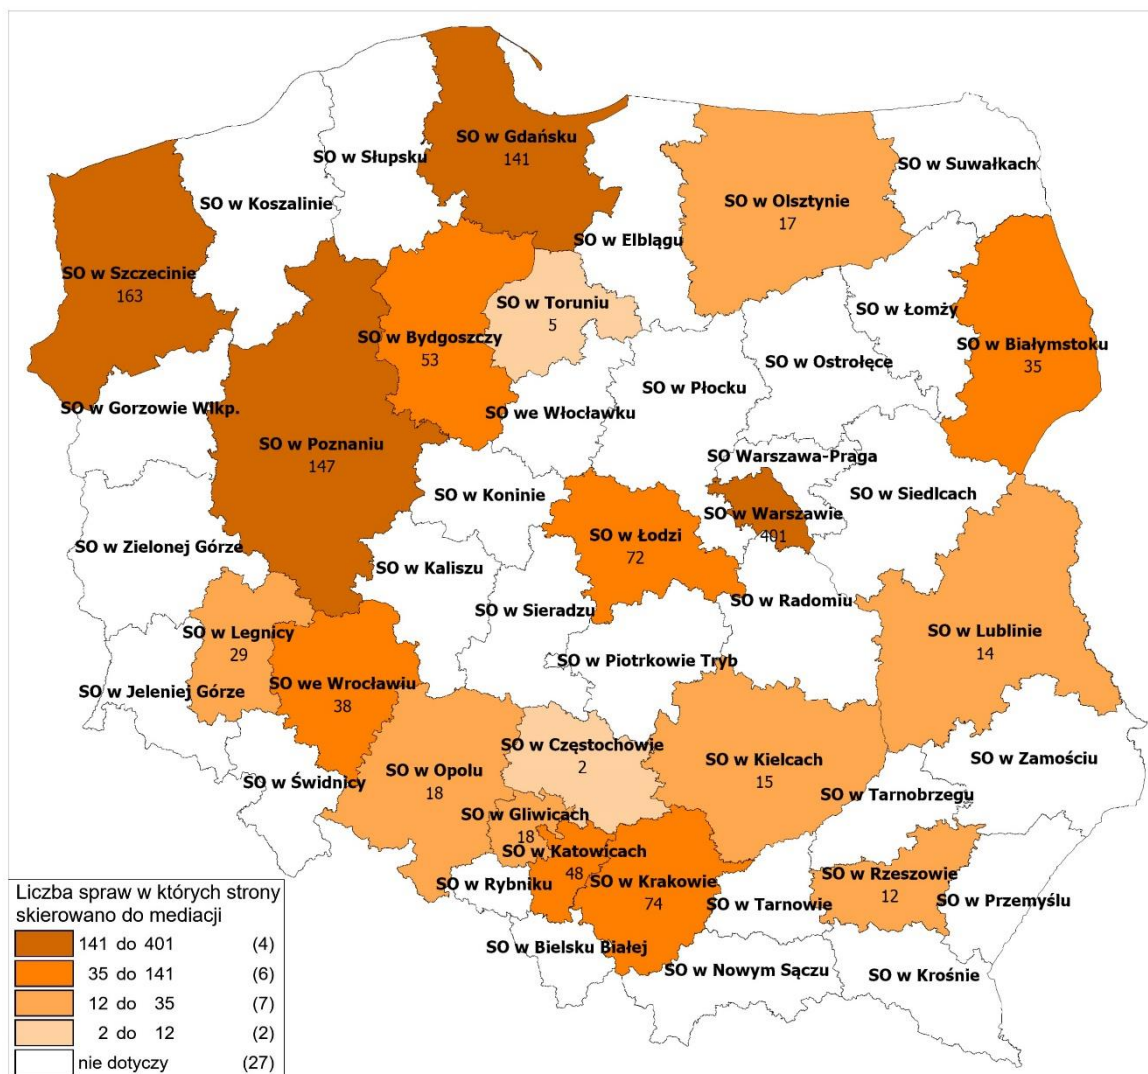 SO w Gdańsku
141
SO w Słupsku
SO w Suwałkach
SO w Koszalinie
SO w Olsztynie
17
SO w Elblągu
SO w Szczecinie
163
SO w Toruniu
5
SO w Łomży
SO w Bydgoszczy
53
SO w Białymstoku
35
SO w Ostrołęce
SO w Płocku
SO w Gorzowie Wlkp.
SO we Włocławku
SO w Poznaniu
147
SO Warszawa-Praga
SO w Koninie
SO w Siedlcach
SO w Warszawie
401
SO w Łodzi
72
SO w Zielonej Górze
SO w Kaliszu
SO w Sieradzu
SO w Radomiu
SO w Legnicy
29
SO w Lublinie
14
SO w Piotrkowie Tryb
SO we Wrocławiu
38
SO w Jeleniej Górze
SO w Częstochowie
2
SO w Kielcach
15
SO w Zamościu
SO w Opolu
18
SO w Świdnicy
SO w Tarnobrzegu
SO w Gliwicach
18
SO w Katowicach
48
SO w Rybniku
SO w Krakowie
74
SO w Rzeszowie
12
SO w Tarnowie
SO w Przemyślu
SO w Bielsku Białej
SO w Nowym Sączu
SO w Krośnie
Liczba spraw w których strony
skierowano do mediacji
141 do 401 (4)
35 do 141 (6)
12 do 35 (7)
2 do 12 (2)
nie dotyczy (27)